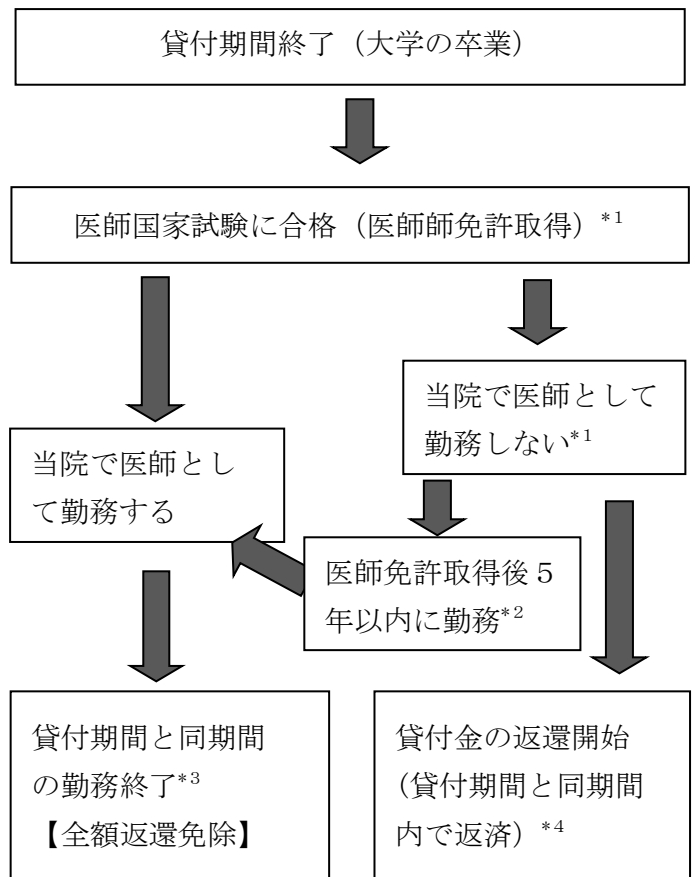 貸付期間終了（大学の卒業）
医師国家試験に合格（医師師免許取得）*1
当院で医師として
勤務しない*1
当院で医師とし
て勤務する
医師免許取得後５
年以内に勤務*2
貸付期間と同期間
の勤務終了*3
【全額返還免除】
貸付金の返還開始
（貸付期間と同期間
内で返済）*4